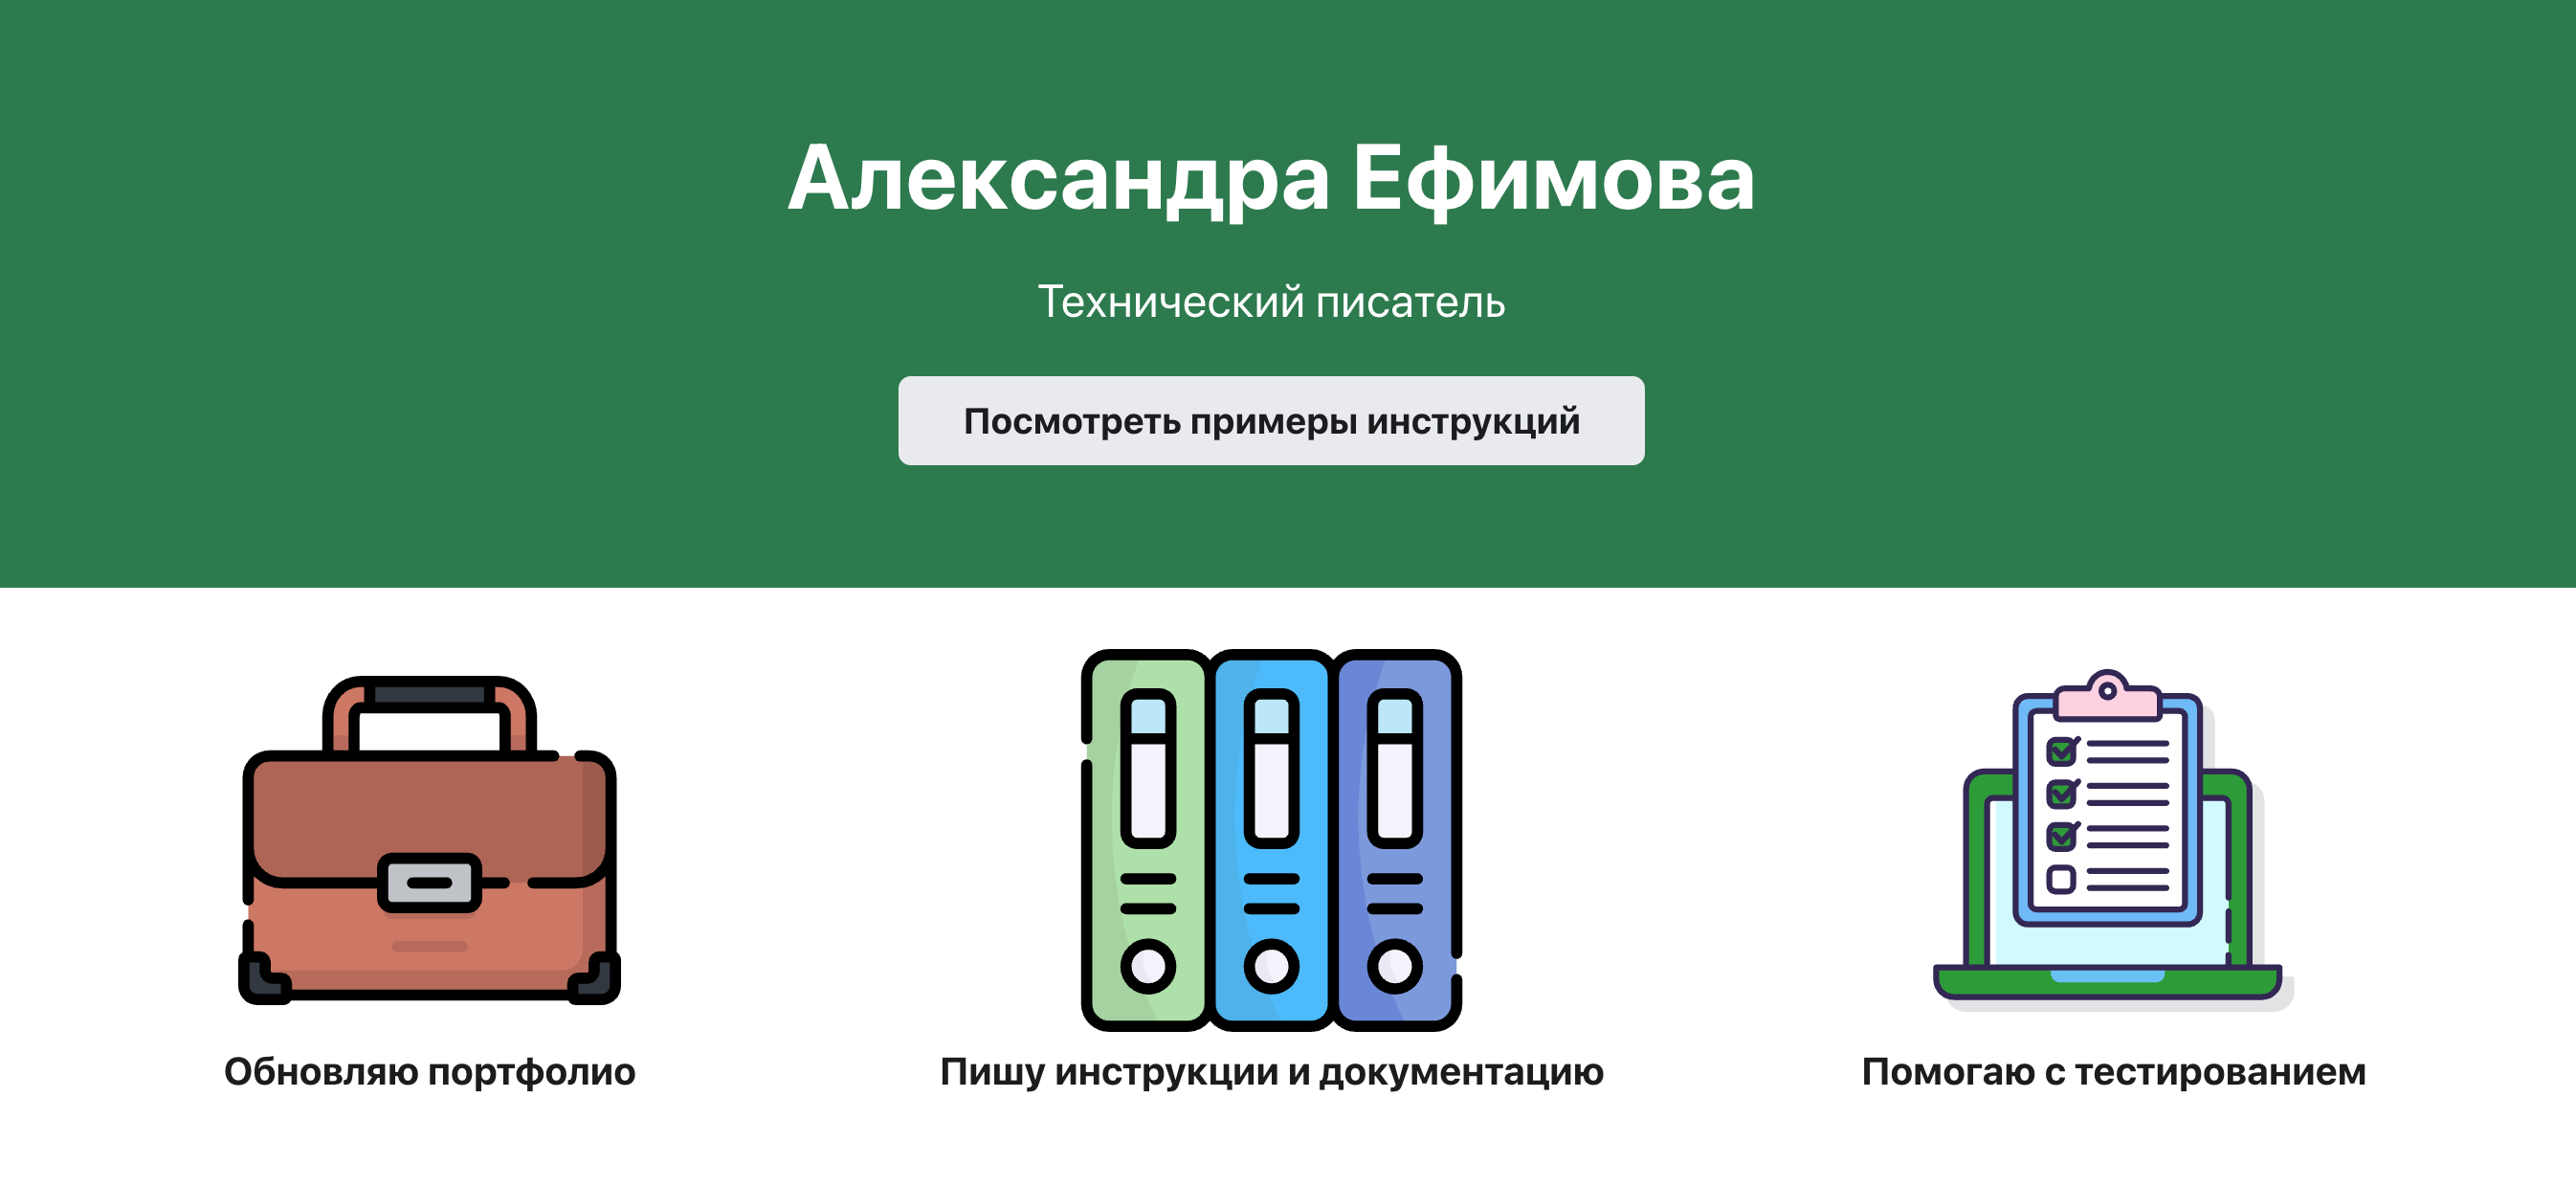 Александра Ефимова
Технический писатель
Посмотреть примеры инструкций
Обновляю портфолио
Пишу инструкции и документацию
Помогаю с тестированием